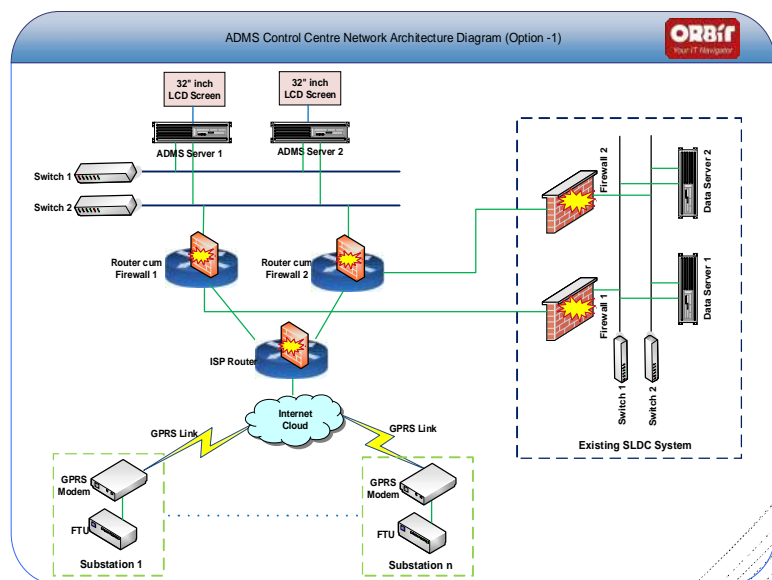 ADMS Control Centre Network Architecture Diagram (Option -1)
ORBIT
Your IT Navigator
32" inch
LCD Screen
32" inch
LCD Screen
ADMS Server 1
ADMS Server 2
Switch 1
Switch 2
Router cum
Firewall 1
Router cum
Firewall 2
ISP Router
Internet
Cloud
GPRS Link
GPRS Link
GPRS
Modem
FTU
Substation 1
GPRS
Modem
FTU
Substation n
Firewall 2
Data Server 2
Firewall 1
Data Server 1
Switch 1
Switch 2
Existing SLDC System